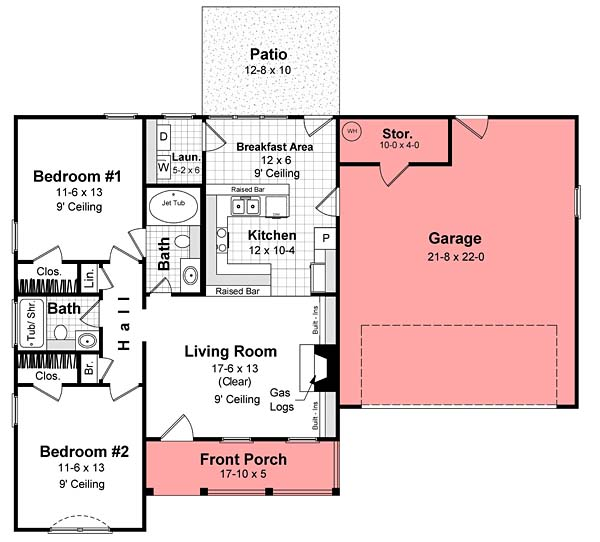 Patio
12-8 x 10
WH
Stor.
10-0 x 4-0
D
W
Laun.
5-2 x 6
Breakfast Area
12 x 6
9' Ceiling
Bedroom #1
11-6 x 13
9' Ceiling
Raised Bar
Jet Tub
Bath
Kitchen
12 x 10-4
P
Garage
21-8 x 22-0
Clos.
Lin.
Raised Bar
Tub/ Shr.
Bath
Hall
Built - Ins
Living Room
17-6 x 13
(Clear)
9' Ceiling
Gas
Logs
Built - Ins
Clos.
Br.
Bedroom #2
11-6 x 13
9' Ceiling
Front Porch
17-10 x 5